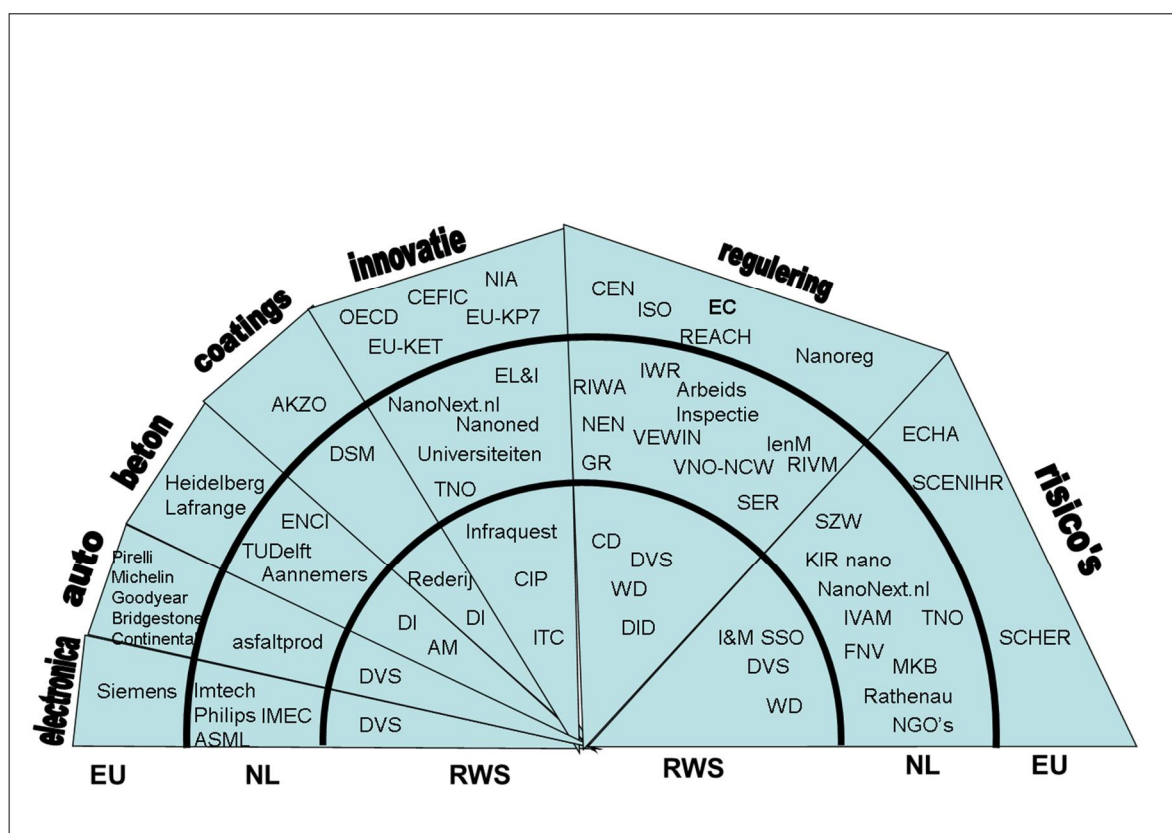 innovatie
regulering
coatings
beton
auto
electronica
risico's
NIA
CEFIC
OECD
EU-KP7
EU-KET
CEN
ISO
EC
REACH
Nanoreg
AKZO
DSM
EL&I
NanoNext.nl
Nanoned
Universiteiten
TNO
RIWA
IWR
Arbeids
Inspectie
NEN
VEWIN
IenM
GR
VNO-NCW
RIVM
SER
ECHA
SCENIHR
SCHER
Heidelberg
Lafrange
ENCI
TUDelft
Aannemers
Pirelli
Michelin
Goodyear
Bridgestone
Continental
asfaltprod
Siemens
Imtech
Philips IMEC
ASML
Infraquest
CIP
ITC
Rederij
DI
DI
AM
DVS
DVS
CD
DVS
WD
DID
I&M SSO
DVS
WD
SZW
KIR nano
NanoNext.nl
IVAM
TNO
FNV
MKB
Rathenau
NGO's
EU
NL
RWS
RWS
NL
EU